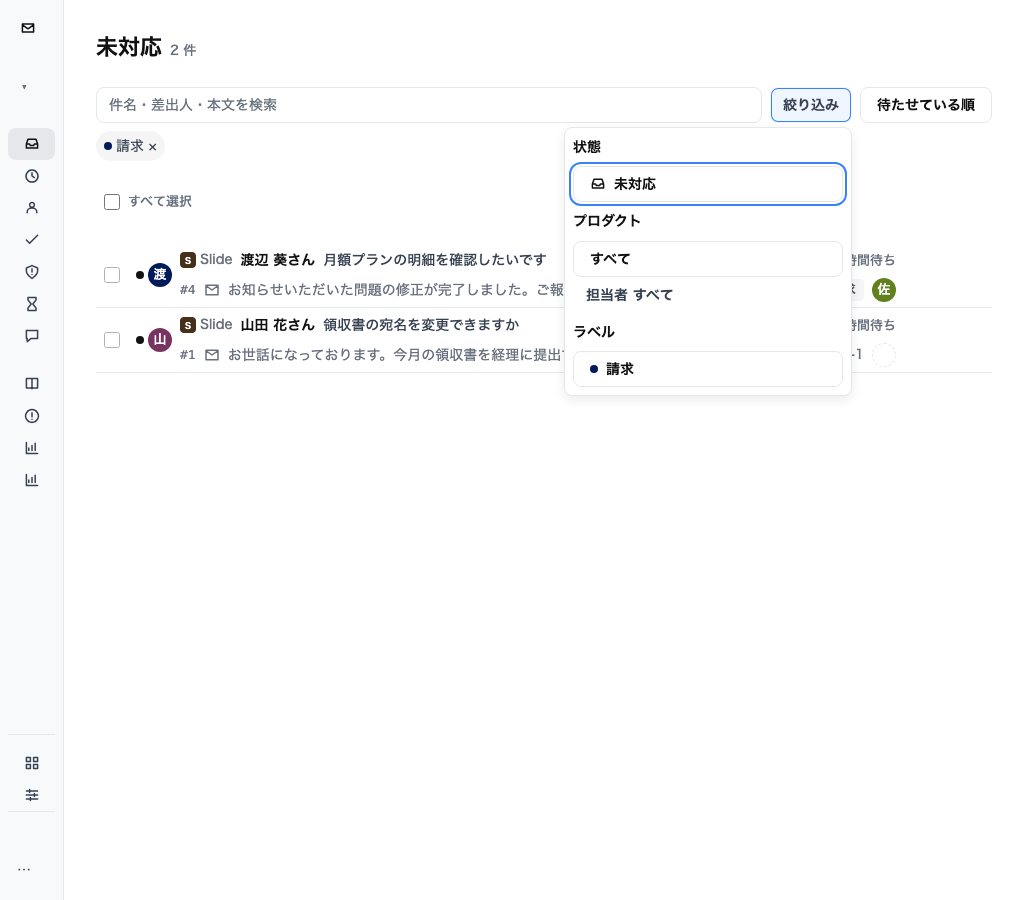 未対応 2 件
件名・差出人・本文を検索
絞り込み
待たせている順
請求 ×
状態
未対応
プロダクト
すべて
担当者 すべて
ラベル
請求
すべて選択
渡
S Slide 渡辺 葵さん 月額プランの明細を確認したいです
時間待ち
#4 お知らせいただいた問題の修正が完了しました。ご報
佐
山
S Slide 山田 花さん 領収書の宛名を変更できますか
時間待ち
#1 お世話になっております。今月の領収書を経理に提出
…